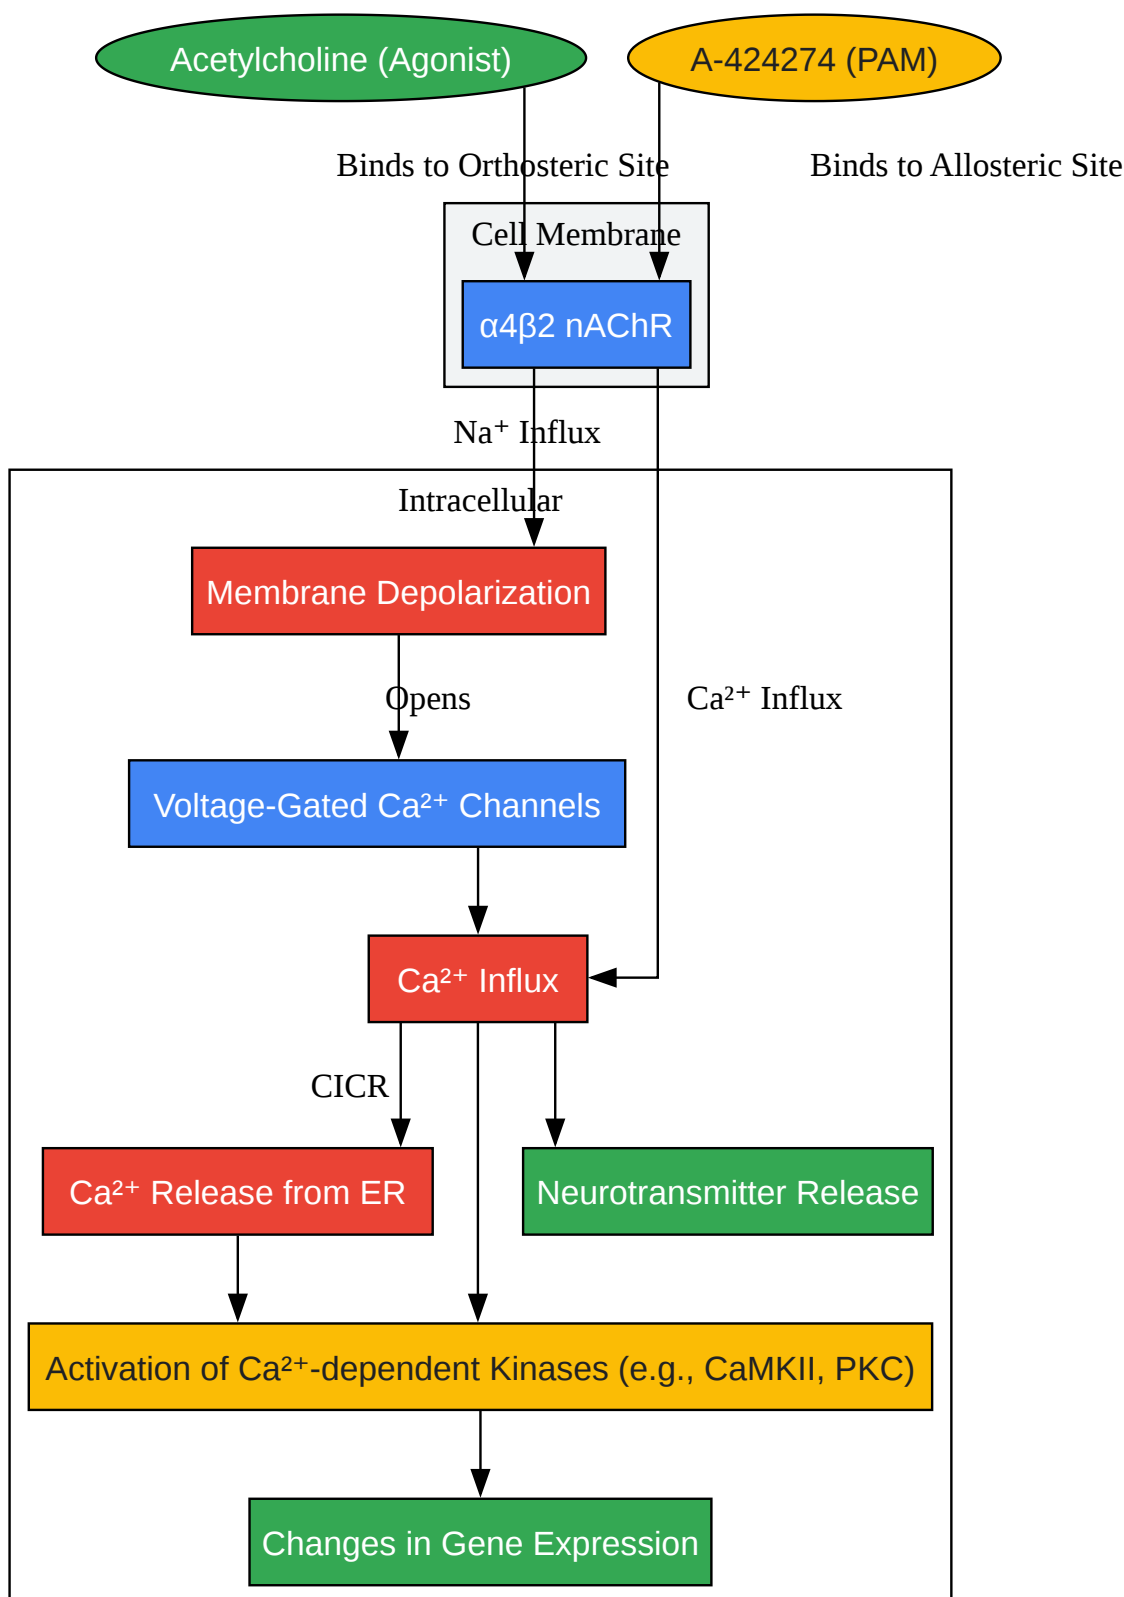 Acetylcholine (Agonist)
A-424274 (PAM)
Binds to Orthosteric Site
Binds to Allosteric Site
Cell Membrane
α4β2 nAChR
Na⁺ Influx
Intracellular
Membrane Depolarization
Opens
Ca²⁺ Influx
Voltage-Gated Ca²⁺ Channels
Ca²⁺ Influx
CICR
Ca²⁺ Release from ER
Neurotransmitter Release
Activation of Ca²⁺-dependent Kinases (e.g., CaMKII, PKC)
Changes in Gene Expression